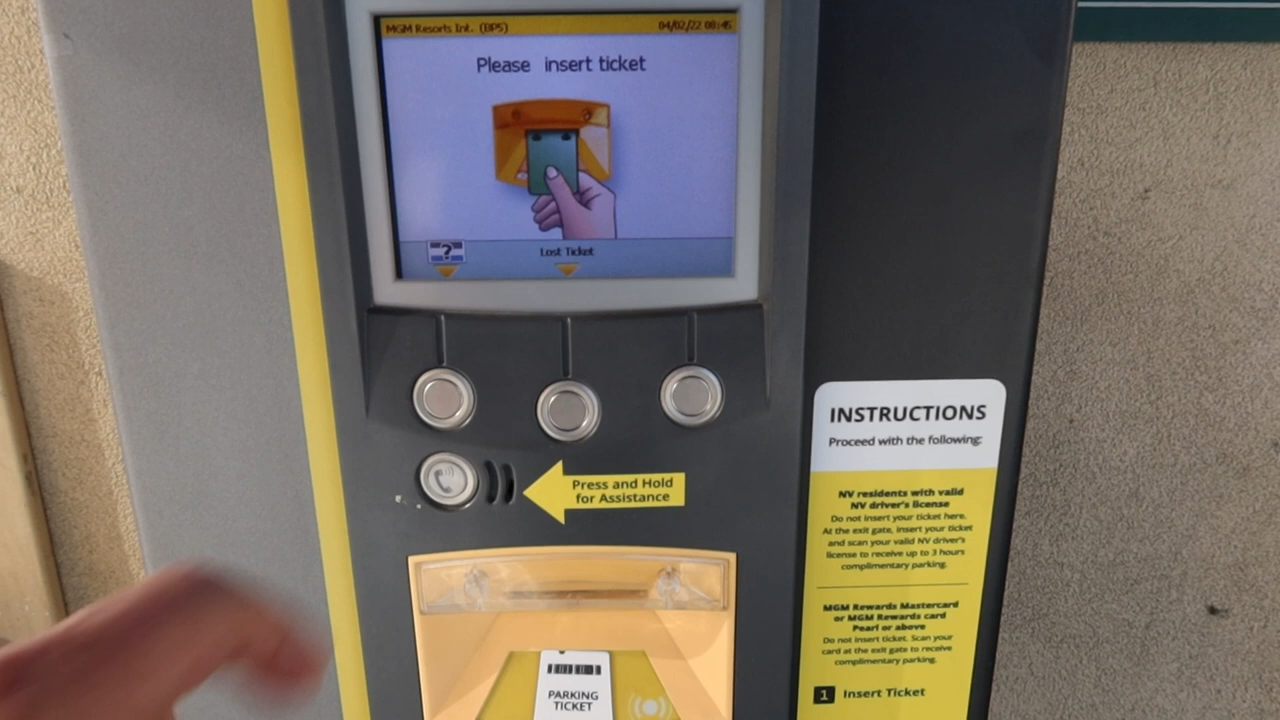 MGM Resorts Int. (BP5) 04/02/22 08:45
Please insert ticket
?
Lost Ticket
Press and Hold
for Assistance
PARKING
TICKET
INSTRUCTIONS
Proceed with the following:
NV residents with valid
NV driver's license
Do not insert your ticket here.
At the exit gate, insert your ticket
and scan your valid NV driver's
license to receive up to 3 hours
complimentary parking.
MGM Rewards Mastercard
or MGM Rewards card
Pearl or above
Do not insert ticket. Scan your
card at the exit gate to receive
complimentary parking.
1 Insert Ticket